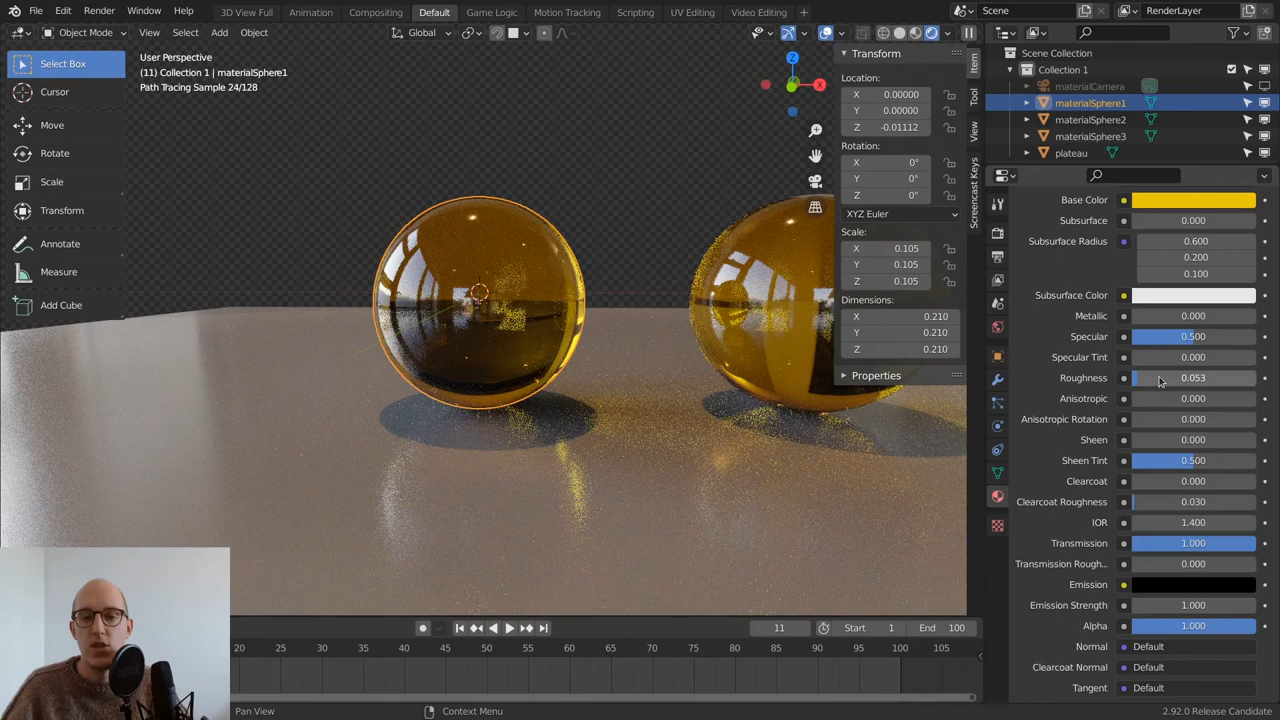 File Edit Render Window Help
3D View Full Animation Compositing Default Game Logic Motion Tracking Scripting UV Editing Video Editing +
Scene
RenderLayer
Object Mode View Select Add Object
Global
Select Box
Cursor
Move
Rotate
Scale
Transform
Annotate
Measure
Add Cube
User Perspective
(11) Collection 1 | materialSphere1
Path Tracing Sample 24/128
Z
X
Transform
Location:
X 0.00000
Y 0.00000
Z -0.01112
Rotation:
X 0°
Y 0°
Z 0°
XYZ Euler
Scale:
X 0.105
Y 0.105
Z 0.105
Dimensions:
X 0.210
Y 0.210
Z 0.210
Properties
Item
Tool
View
Screencast Keys
Scene Collection
Collection 1
materialCamera
materialSphere1
materialSphere2
materialSphere3
plateau
Base Color
Subsurface 0.000
Subsurface Radius 0.600
0.200
0.100
Subsurface Color
Metallic 0.000
Specular 0.500
Specular Tint 0.000
Roughness 0.053
Anisotropic 0.000
Anisotropic Rotation 0.000
Sheen 0.000
Sheen Tint 0.500
Clearcoat 0.000
Clearcoat Roughness 0.030
IOR 1.400
Transmission 1.000
Transmission Rough... 0.000
Emission
Emission Strength 1.000
Alpha 1.000
Normal Default
Clearcoat Normal Default
Tangent Default
11 Start 1 End 100
20 25 30 35 40 45 50 55 60 65 70 75 80 85 90 95 100 105
Pan View Context Menu
2.92.0 Release Candidate